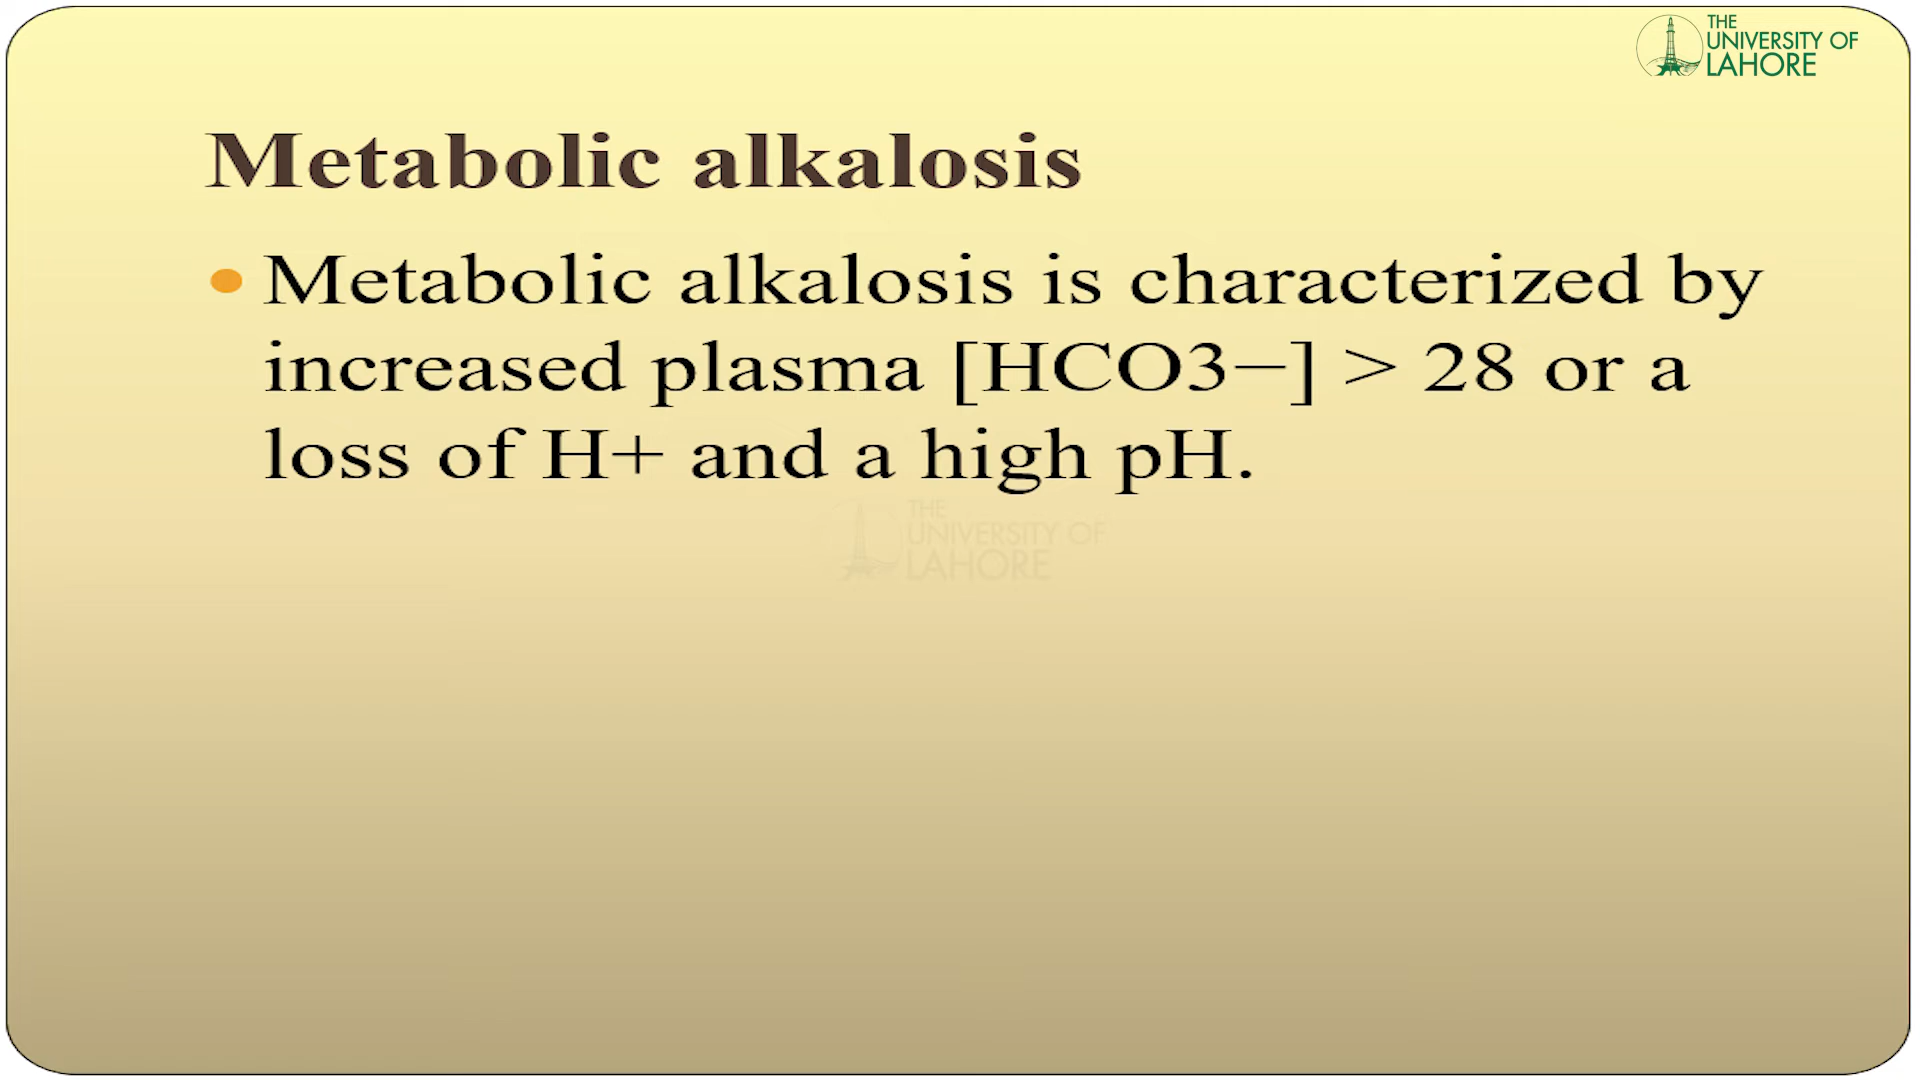 THE
UNIVERSITY OF
LAHORE
Metabolic alkalosis
Metabolic alkalosis is characterized by
increased plasma [HCO3−] > 28 or a
loss of H+ and a high pH.
THE
UNIVERSITY OF
LAHORE